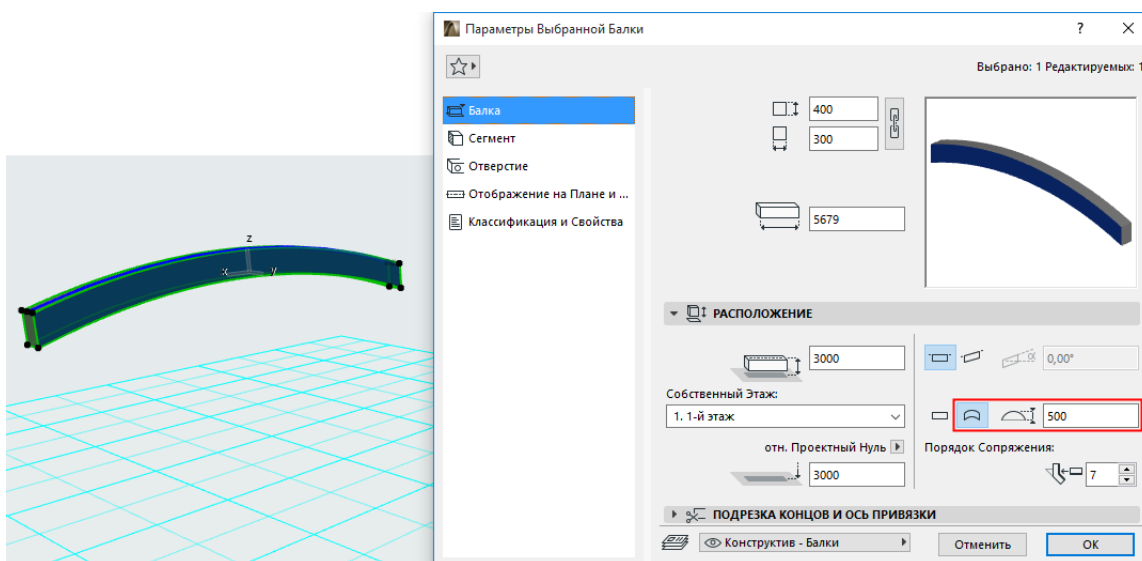 Параметры Выбранной Балки
?
Выбрано: 1 Редактируемых: 1
Балка
Сегмент
Отверстие
Отображение на Плане и ...
Классификация и Свойства
400
300
5679
РАСПОЛОЖЕНИЕ
3000
α
0,00°
Собственный Этаж:
1. 1-й этаж
500
отн. Проектный Нуль
Порядок Сопряжения:
3000
7
ПОДРЕЗКА КОНЦОВ И ОСЬ ПРИВЯЗКИ
Конструктив - Балки
Отменить
ОК
z
x
y